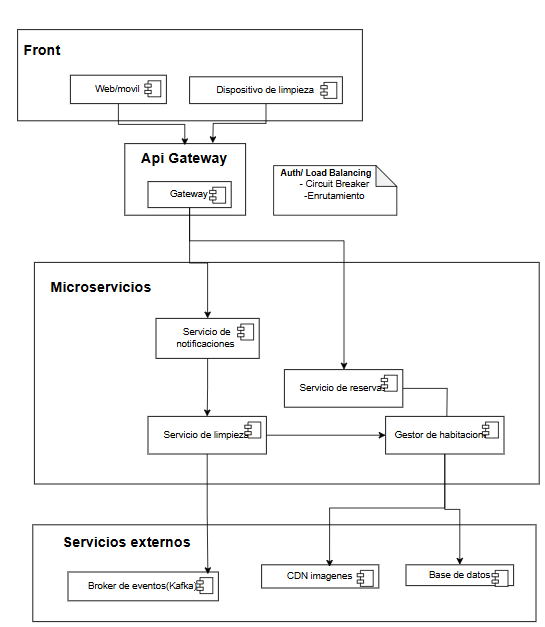 Front
Web/movil
Dispositivo de limpieza
Api Gateway
Gateway
Auth/ Load Balancing
- Circuit Breaker
-Enrutamiento
Microservicios
Servicio de
notificaciones
Servicio de reservas
Servicio de limpieza
Gestor de habitacion
Servicios externos
Broker de eventos(Kafka)
CDN imagenes
Base de datos